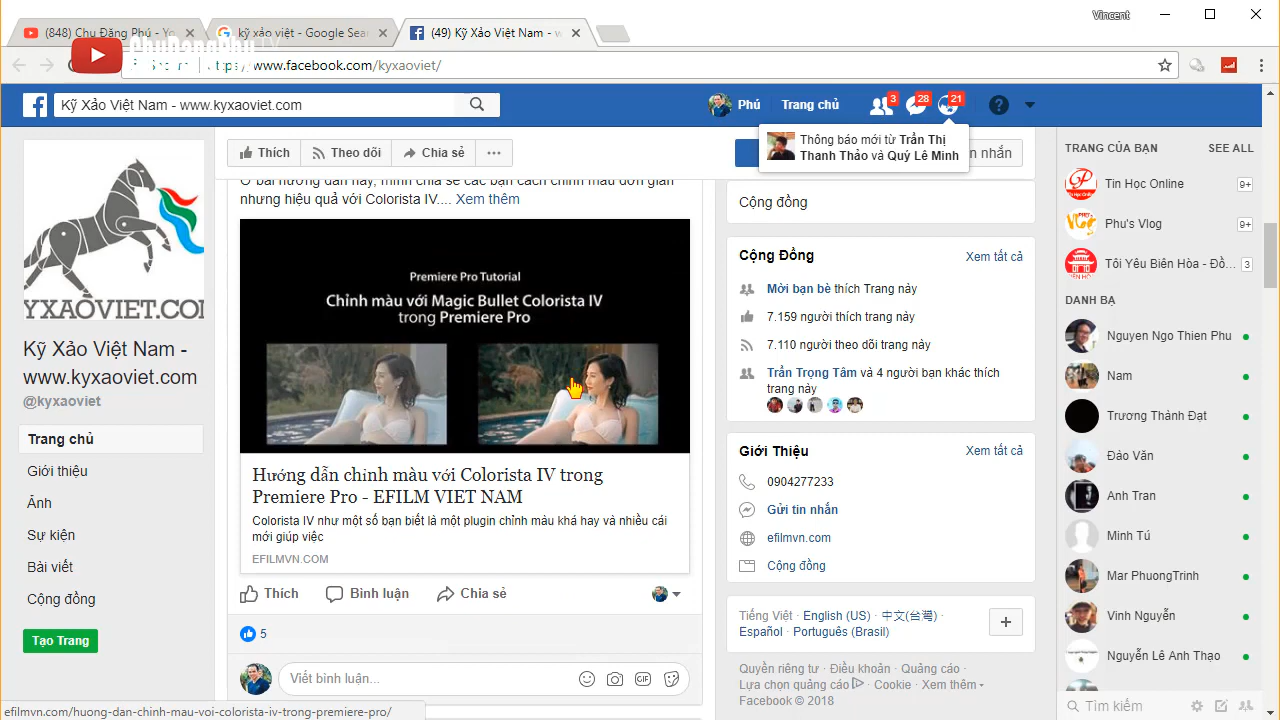 Vincent
(848) Chu Đặng Phú - Yo
kỹ xảo việt - Google Sea
(49) Kỹ Xảo Việt Nam - w
ChuDangPhuTV
www.facebook.com/kyxaoviet/
Kỹ Xảo Việt Nam - www.kyxaoviet.com
Phú
Trang chủ
3
28
21
Thông báo mới từ Trần Thị
Thanh Thảo và Quý Lê Minh
Thích
Theo dõi
Chia sẻ
n nhắn
YXAOVIET.COM
Kỹ Xảo Việt Nam -
www.kyxaoviet.com
@kyxaoviet
Trang chủ
Giới thiệu
Ảnh
Sự kiện
Bài viết
Cộng đồng
Tạo Trang
Ở bài hướng dẫn này, mình chia sẻ các bạn cách chỉnh màu đơn giản
nhưng hiệu quả với Colorista IV.... Xem thêm
Premiere Pro Tutorial
Chỉnh màu với Magic Bullet Colorista IV
trong Premiere Pro
Hướng dẫn chỉnh màu với Colorista IV trong
Premiere Pro - EFILM VIET NAM
Colorista IV như một số bạn biết là một plugin chỉnh màu khá hay và nhiều cải
mới giúp việc
EFILMVN.COM
Thích
Bình luận
Chia sẻ
5
Viết bình luận...
GIF
Cộng đồng
Cộng Đồng
Xem tất cả
Mời bạn bè thích Trang này
7.159 người thích trang này
7.110 người theo dõi trang này
Trần Trọng Tâm và 4 người bạn khác thích
trang này
Giới Thiệu
Xem tất cả
0904277233
Gửi tin nhắn
efilmvn.com
Cộng đồng
Tiếng Việt · English (US) · 中文(台灣) ·
Español · Português (Brasil)
Quyền riêng tư · Điều khoản · Quảng cáo ·
Lựa chọn quảng cáo · Cookie · Xem thêm
Facebook © 2018
TRANG CỦA BẠN
SEE ALL
Tin Học Online
9+
Phu's Vlog
9+
Tôi Yêu Biên Hòa - Đồ...
3
DANH BẠ
Nguyen Ngo Thien Phu
Nam
Trương Thành Đạt
Đào Văn
Anh Tran
Minh Tú
Mar PhuongTrinh
Vinh Nguyễn
Nguyễn Lê Anh Thạo
Tìm kiếm
efilmvn.com/huong-dan-chinh-mau-voi-colorista-iv-trong-premiere-pro/